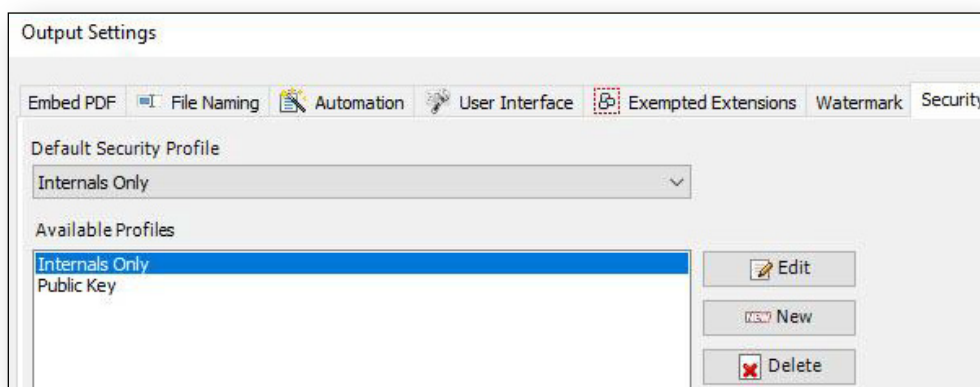 Output Settings
Embed PDF File Naming Automation User Interface Exempted Extensions Watermark Security
Default Security Profile
Internals Only
Available Profiles
Internals Only
Public Key
Edit
NEW New
Delete